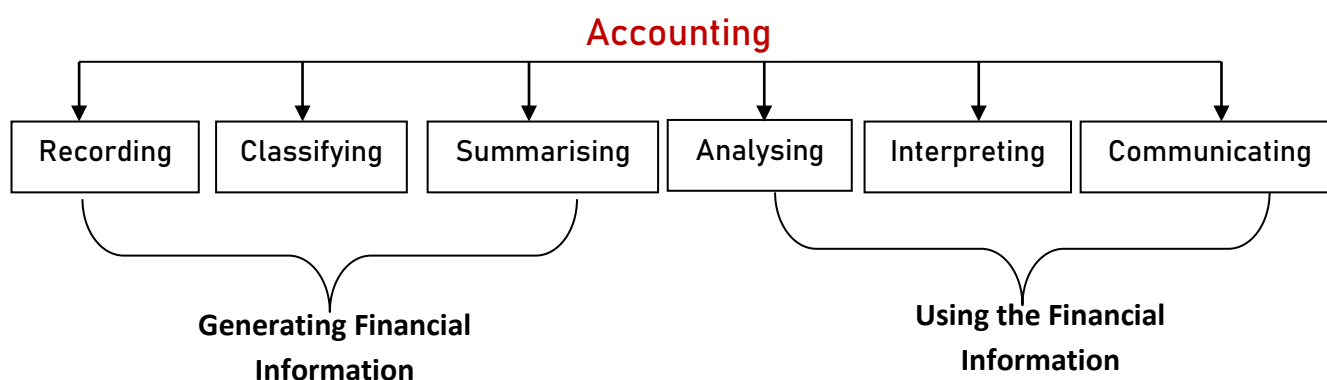 Accounting
Recording
Classifying
Summarising
Analysing
Interpreting
Communicating
Generating Financial
Information
Using the Financial
Information